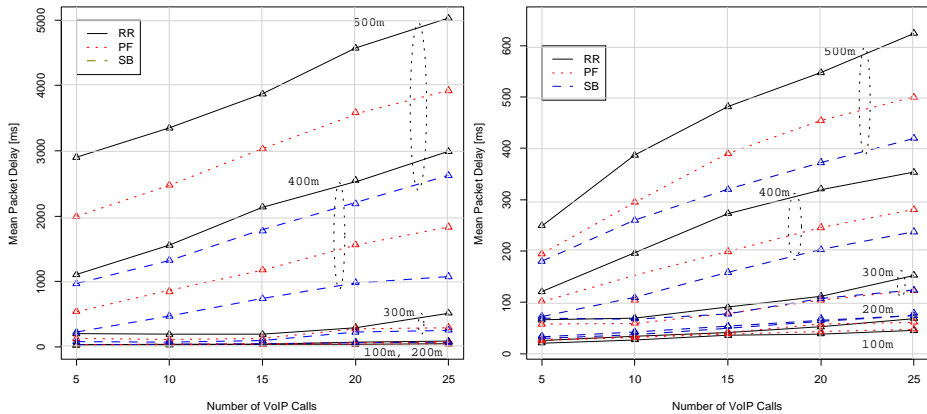 500m
RR
PF
SB
400m
300m
100m, 200m
0
1000
2000
3000
4000
5000
5 10 15 20 25
Number of VoIP Calls
Mean Packet Delay [ms]
500m
RR
PF
SB
400m
300m
200m
100m
0
100
200
300
400
500
600
5 10 15 20 25
Number of VoIP Calls
Mean Packet Delay [ms]